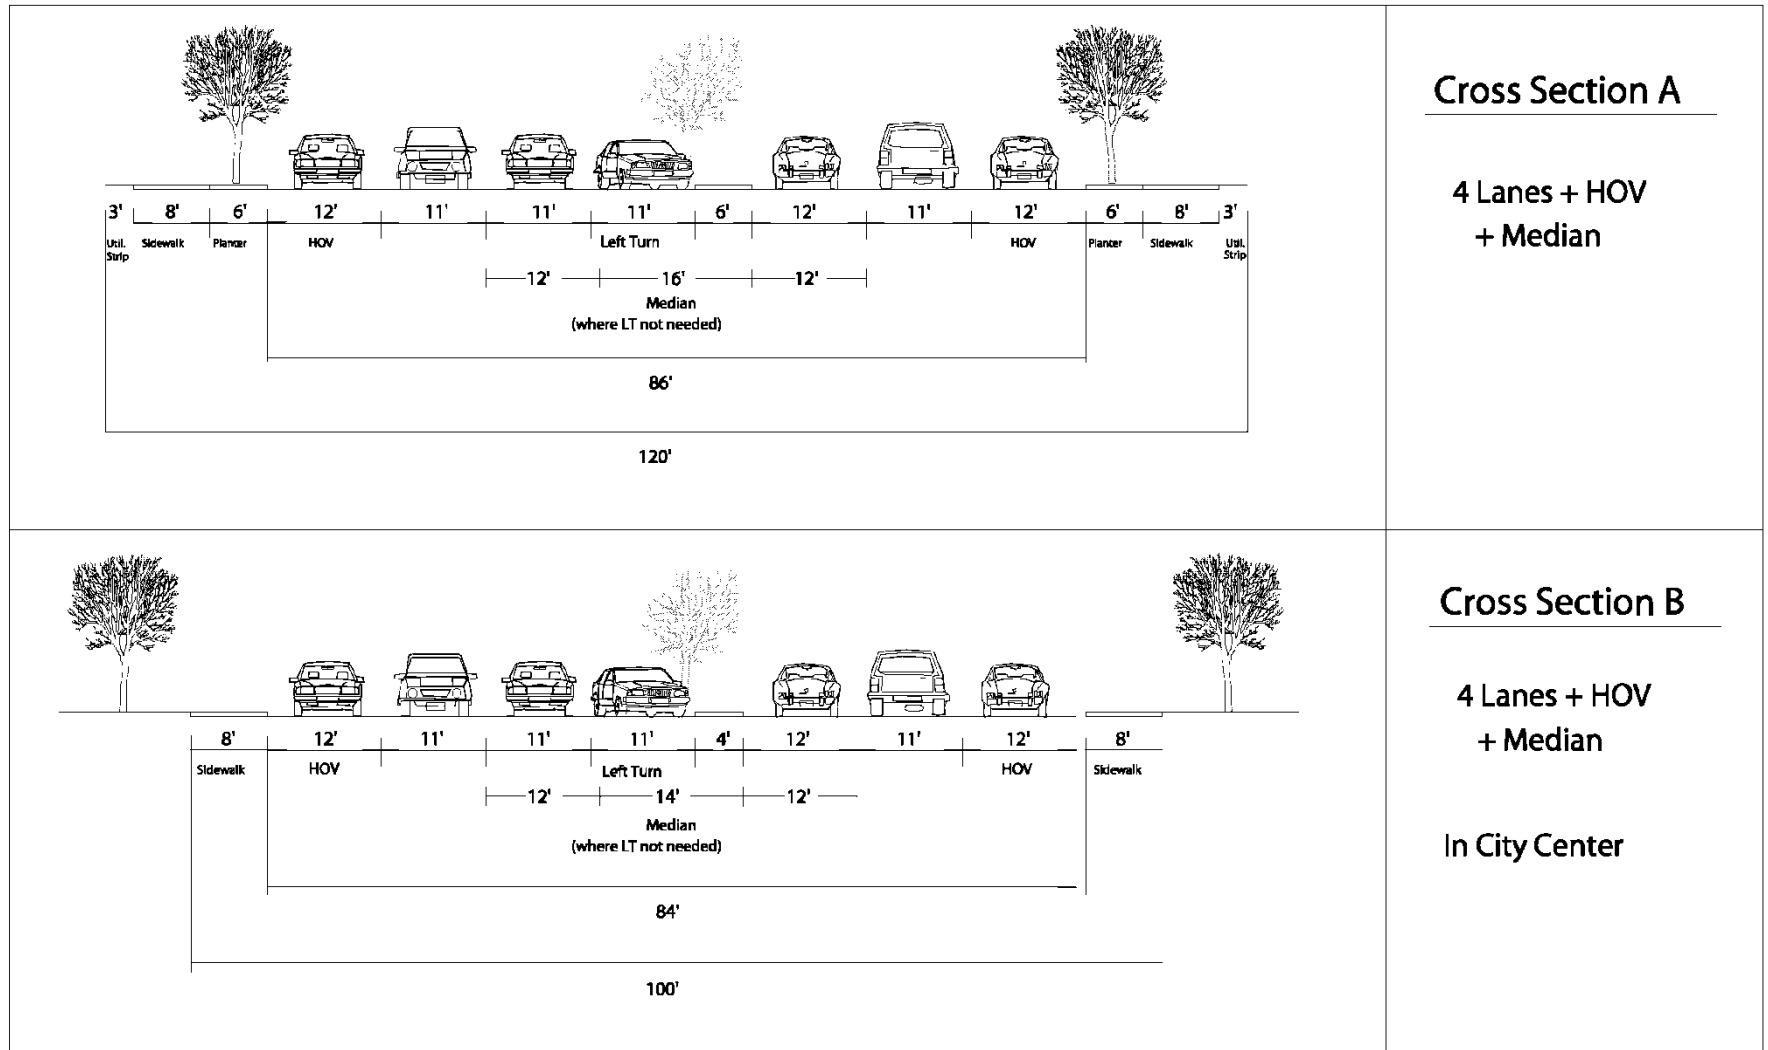 Cross Section A
4 Lanes + HOV
+ Median
3' 8' 6' 12' 11' 11' 11' 6' 12' 11' 12' 6' 8' 3'
Util. Strip Sidewalk Planter HOV Left Turn HOV Planter Sidewalk Util. Strip
12' 16' 12'
Median
(where LT not needed)
86'
120'
Cross Section B
4 Lanes + HOV
+ Median
In City Center
8' 12' 11' 11' 11' 4' 12' 11' 12' 8'
Sidewalk HOV Left Turn HOV Sidewalk
12' 14' 12'
Median
(where LT not needed)
84'
100'